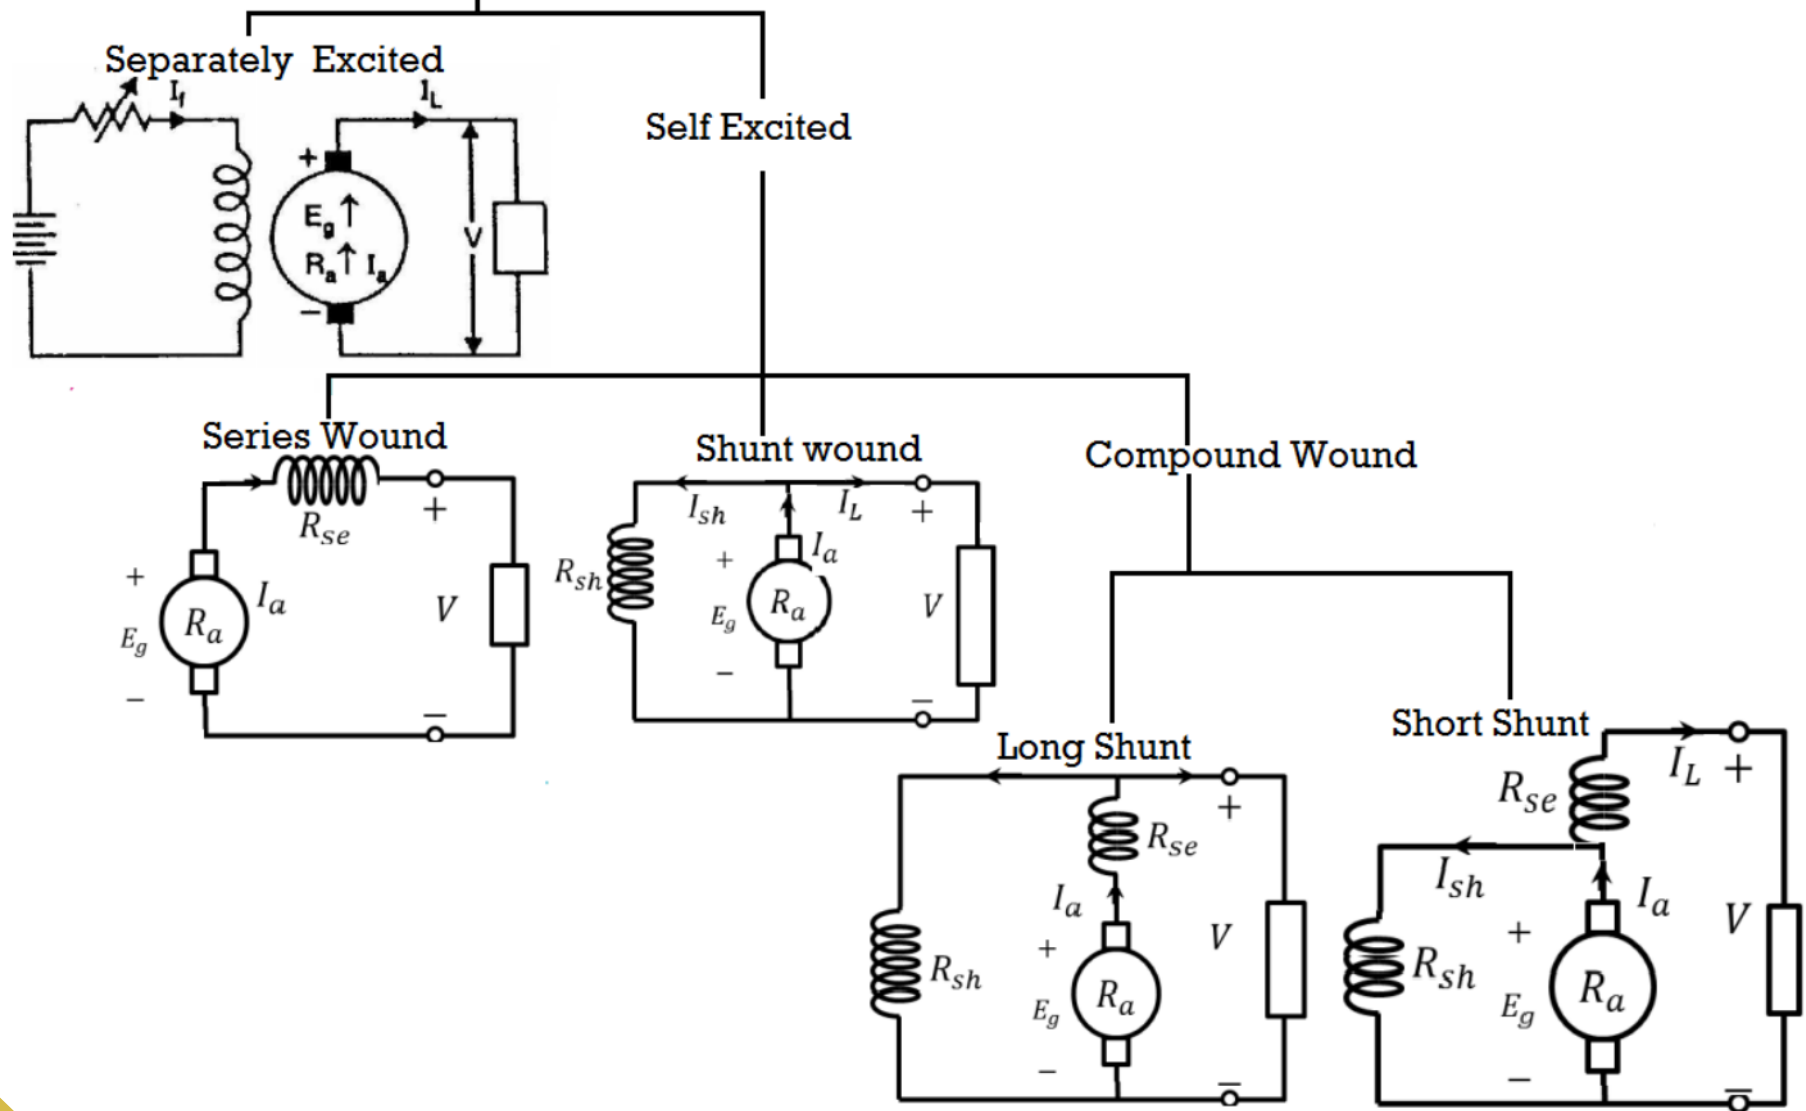 Separately Excited
I_f
I_L
+
E_g
R_a I_a
V
−
Self Excited
Series Wound
R_se
+
+
I_a
R_a
V
E_g
−
−
Shunt wound
I_sh
I_L
+
+
I_a
R_sh
R_a
V
E_g
−
−
Compound Wound
Long Shunt
+
R_se
I_a
+
V
R_sh
R_a
E_g
−
−
Short Shunt
I_L
+
R_se
I_sh
I_a
+
V
R_sh
R_a
E_g
−
−